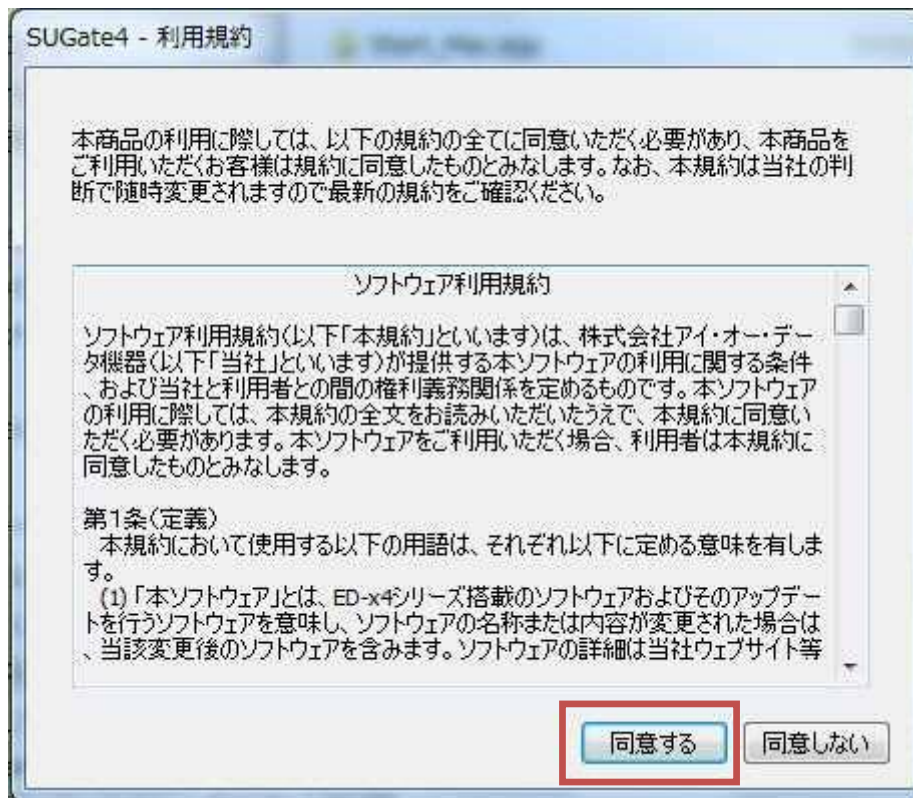 SUGate4 - 利用規約
本商品の利用に際しては、以下の規約の全てに同意いただく必要があり、本商品を
ご利用いただくお客様は規約に同意したものとみなします。なお、本規約は当社の判
断で随時変更されますので最新の規約をご確認ください。
ソフトウェア利用規約
ソフトウェア利用規約（以下「本規約」といいます）は、株式会社アイ・オー・デー
タ機器（以下「当社」といいます）が提供する本ソフトウェアの利用に関する条件
、および当社と利用者との間の権利義務関係を定めるものです。本ソフトウェア
の利用に際しては、本規約の全文をお読みいただいたうえで、本規約に同意い
ただく必要があります。本ソフトウェアをご利用いただく場合、利用者は本規約に
同意したものとみなします。
第1条（定義）
本規約において使用する以下の用語は、それぞれ以下に定める意味を有しま
す。
(1)「本ソフトウェア」とは、ED-x4シリーズ搭載のソフトウェアおよびそのアップデー
トを行うソフトウェアを意味し、ソフトウェアの名称または内容が変更された場合は
、当該変更後のソフトウェアを含みます。ソフトウェアの詳細は当社ウェブサイト等
同意する
同意しない